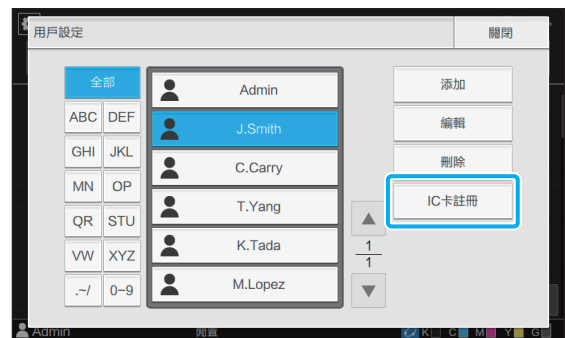 用戶設定
關閉
全部
ABC DEF
GHI JKL
MN OP
QR STU
VW XYZ
.~/ 0–9
Admin
J.Smith
C.Carry
T.Yang
K.Tada
M.Lopez
1
1
添加
編輯
刪除
IC卡註冊
Admin
閒置
K C M Y G